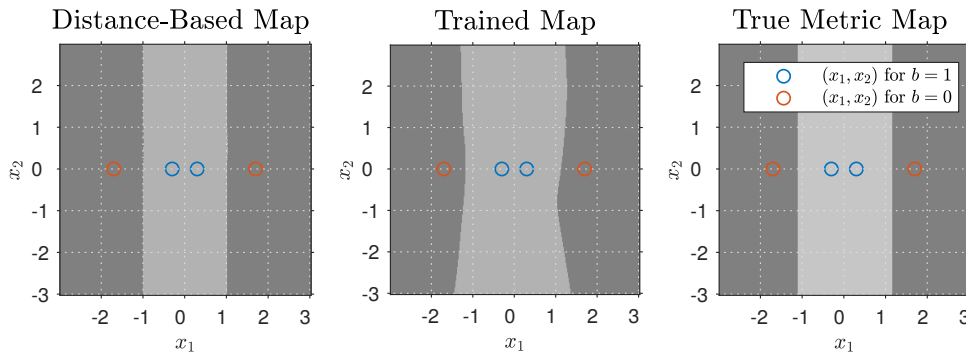 Distance-Based Map
Trained Map
True Metric Map
2
1
0
-1
-2
-3
x₂
-2 -1 0 1 2 3
x₁
2
1
0
-1
-2
-3
x₂
-2 -1 0 1 2 3
x₁
2
1
0
-1
-2
-3
x₂
-2 -1 0 1 2 3
x₁
(x₁, x₂) for b = 1
(x₁, x₂) for b = 0